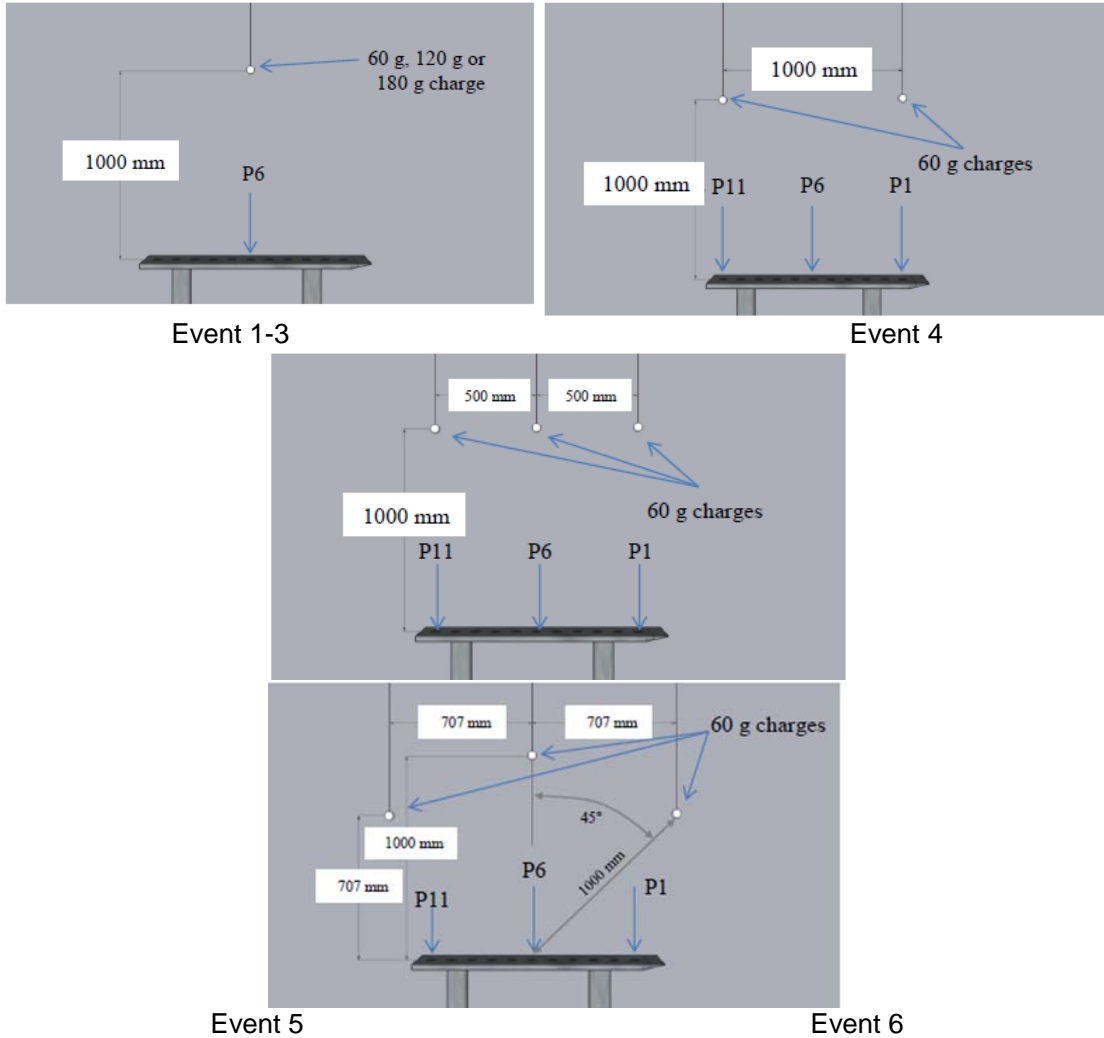 60 g, 120 g or
180 g charge
1000 mm
P6
1000 mm
60 g charges
1000 mm
P11
P6
P1
Event 1-3
Event 4
500 mm
500 mm
60 g charges
1000 mm
P11
P6
P1
707 mm
707 mm
60 g charges
45°
1000 mm
1000 mm
707 mm
P6
P11
P1
Event 5
Event 6